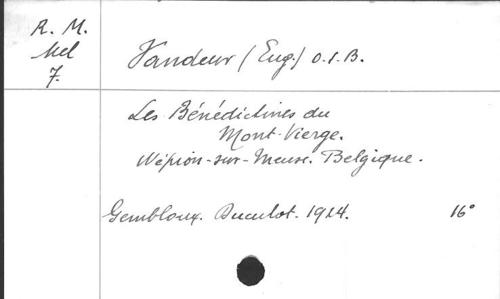 R. M.
Mel
7.
Vandeur (Eug.) O.S.B.
Les Bénédictines du
Mont-Vierge.
Wépion-sur-Meuse. Belgique.
Gembloux. Duculot. 1924. 16°